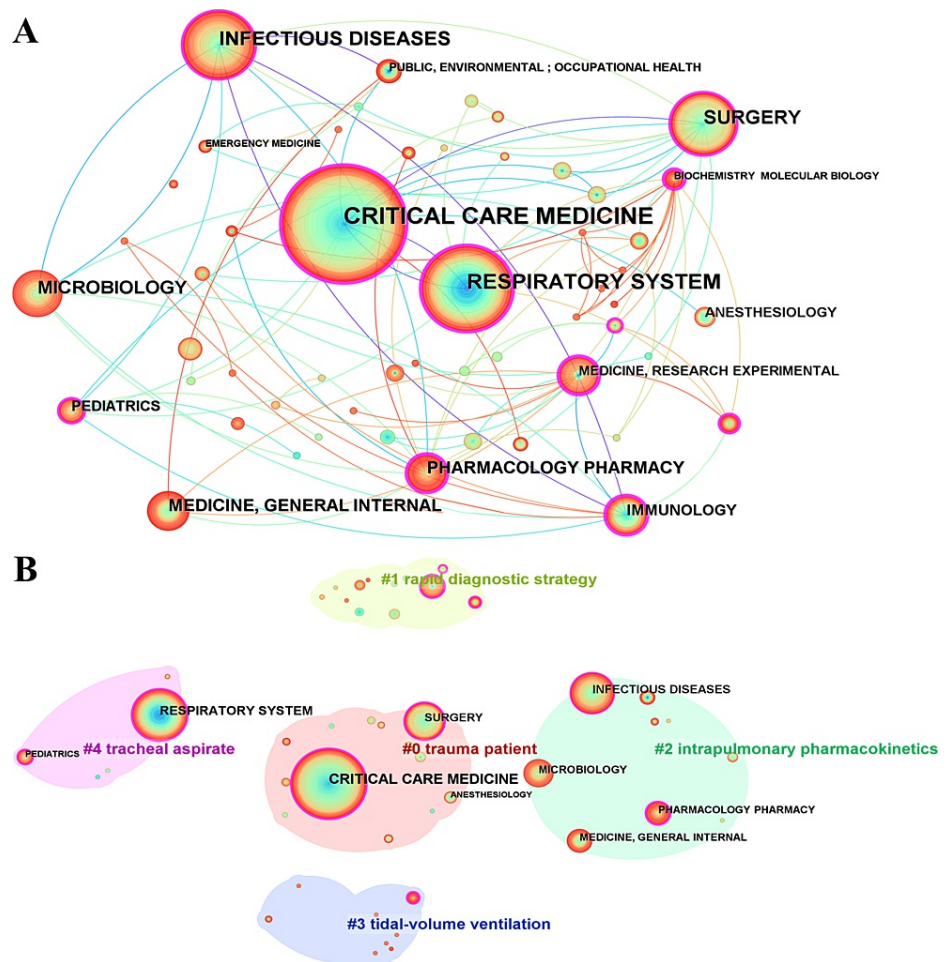 A
INFECTIOUS DISEASES
PUBLIC, ENVIRONMENTAL ; OCCUPATIONAL HEALTH
SURGERY
EMERGENCY MEDICINE
BIOCHEMISTRY MOLECULAR BIOLOGY
CRITICAL CARE MEDICINE
RESPIRATORY SYSTEM
MICROBIOLOGY
ANESTHESIOLOGY
MEDICINE, RESEARCH EXPERIMENTAL
PEDIATRICS
PHARMACOLOGY PHARMACY
MEDICINE, GENERAL INTERNAL
IMMUNOLOGY
B
#1 rapid diagnostic strategy
INFECTIOUS DISEASES
RESPIRATORY SYSTEM
SURGERY
PEDIATRICS
#4 tracheal aspirate
#0 trauma patient
#2 intrapulmonary pharmacokinetics
MICROBIOLOGY
CRITICAL CARE MEDICINE
ANESTHESIOLOGY
PHARMACOLOGY PHARMACY
MEDICINE, GENERAL INTERNAL
#3 tidal-volume ventilation